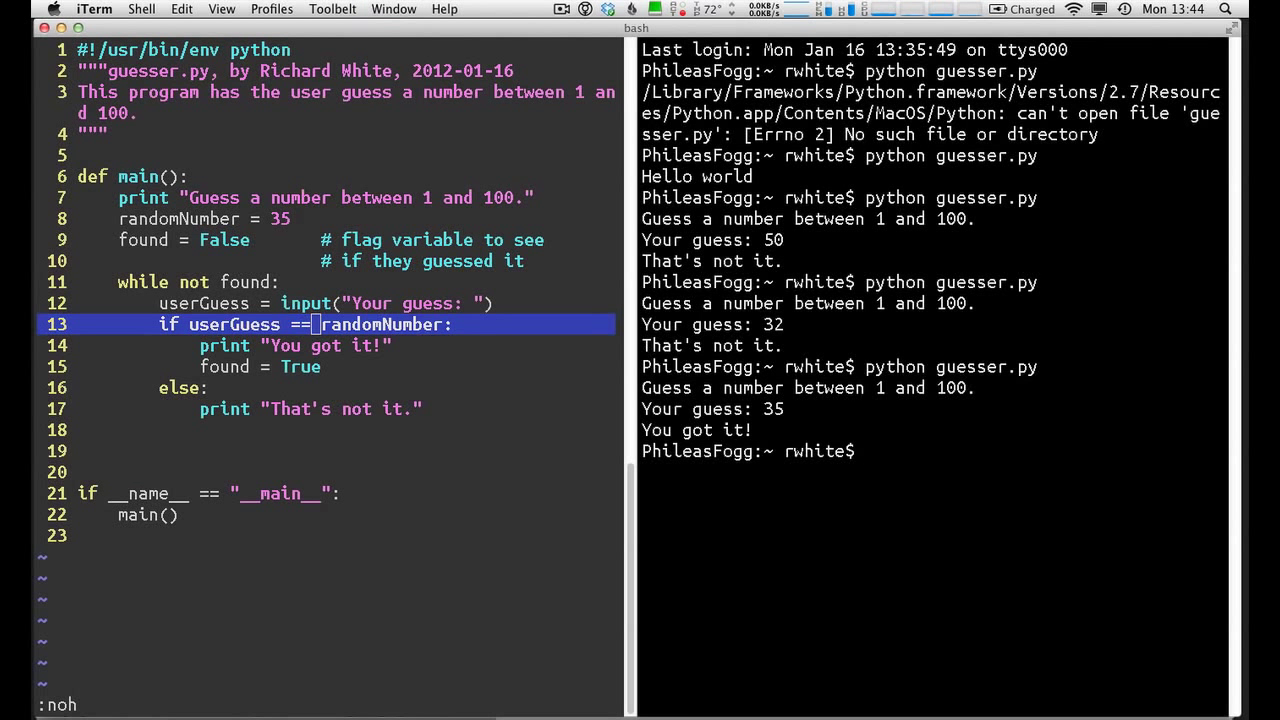 iTerm Shell Edit View Profiles Toolbelt Window Help 72° 0.0KB/s 0.0KB/s Charged Mon 13:44
bash
1 #!/usr/bin/env python
2 """guesser.py, by Richard White, 2012-01-16
3 This program has the user guess a number between 1 an
d 100.
4 """
5
6 def main():
7 print "Guess a number between 1 and 100."
8 randomNumber = 35
9 found = False # flag variable to see
10 # if they guessed it
11 while not found:
12 userGuess = input("Your guess: ")
13 if userGuess == randomNumber:
14 print "You got it!"
15 found = True
16 else:
17 print "That's not it."
18
19
20
21 if __name__ == "__main__":
22 main()
23
~
~
~
~
~
~
~
:noh
Last login: Mon Jan 16 13:35:49 on ttys000
PhileasFogg:~ rwhite$ python guesser.py
/Library/Frameworks/Python.framework/Versions/2.7/Resourc
es/Python.app/Contents/MacOS/Python: can't open file 'gue
sser.py': [Errno 2] No such file or directory
PhileasFogg:~ rwhite$ python guesser.py
Hello world
PhileasFogg:~ rwhite$ python guesser.py
Guess a number between 1 and 100.
Your guess: 50
That's not it.
PhileasFogg:~ rwhite$ python guesser.py
Guess a number between 1 and 100.
Your guess: 32
That's not it.
PhileasFogg:~ rwhite$ python guesser.py
Guess a number between 1 and 100.
Your guess: 35
You got it!
PhileasFogg:~ rwhite$